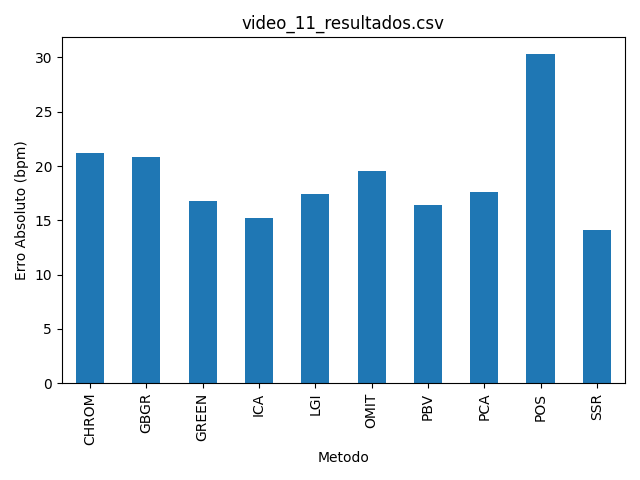 video_11_resultados.csv
Erro Absoluto (bpm)
30
25
20
15
10
5
0
CHROM
GBGR
GREEN
ICA
LGI
OMIT
PBV
PCA
POS
SSR
Metodo